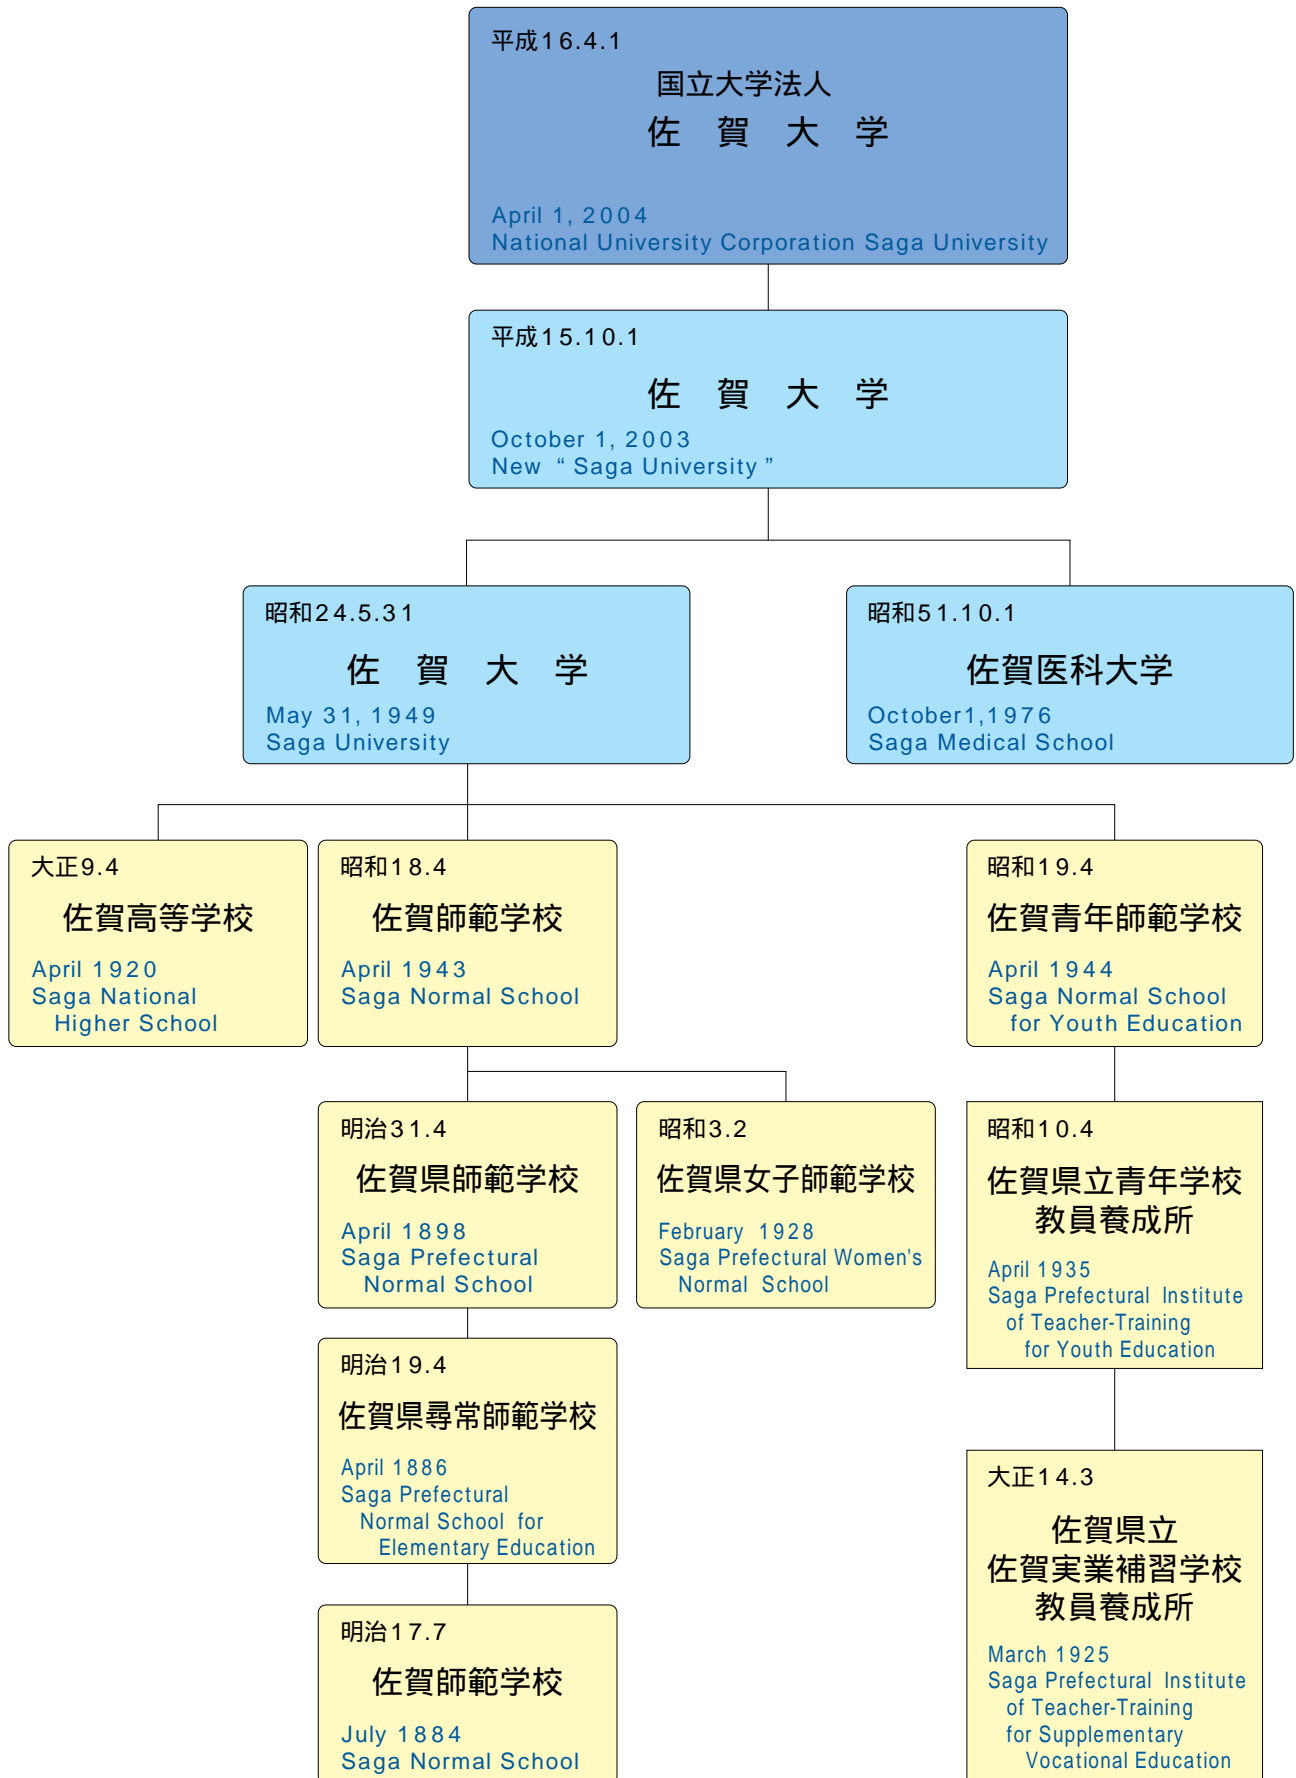 平成16.4.1
国立大学法人
佐賀大学
April 1, 2004
National University Corporation Saga University
平成15.10.1
佐賀大学
October 1, 2003
New “ Saga University ”
昭和24.5.31
佐賀大学
May 31, 1949
Saga University
昭和51.10.1
佐賀医科大学
October1,1976
Saga Medical School
大正9.4
佐賀高等学校
April 1920
Saga National
Higher School
昭和18.4
佐賀師範学校
April 1943
Saga Normal School
昭和19.4
佐賀青年師範学校
April 1944
Saga Normal School
for Youth Education
明治31.4
佐賀県師範学校
April 1898
Saga Prefectural
Normal School
昭和3.2
佐賀県女子師範学校
February 1928
Saga Prefectural Women's
Normal School
昭和10.4
佐賀県立青年学校
教員養成所
April 1935
Saga Prefectural Institute
of Teacher-Training
for Youth Education
明治19.4
佐賀県尋常師範学校
April 1886
Saga Prefectural
Normal School for
Elementary Education
大正14.3
佐賀県立
佐賀実業補習学校
教員養成所
March 1925
Saga Prefectural Institute
of Teacher-Training
for Supplementary
Vocational Education
明治17.7
佐賀師範学校
July 1884
Saga Normal School